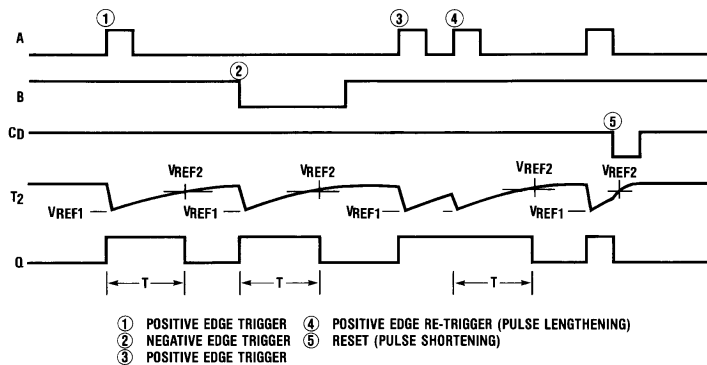 ① ③ ④
A
②
B
⑤
CD
VREF2 VREF2 VREF2 VREF2
T2
VREF1 VREF1 VREF1 VREF1
Q
T T T
① POSITIVE EDGE TRIGGER ④ POSITIVE EDGE RE-TRIGGER (PULSE LENGTHENING)
② NEGATIVE EDGE TRIGGER ⑤ RESET (PULSE SHORTENING)
③ POSITIVE EDGE TRIGGER